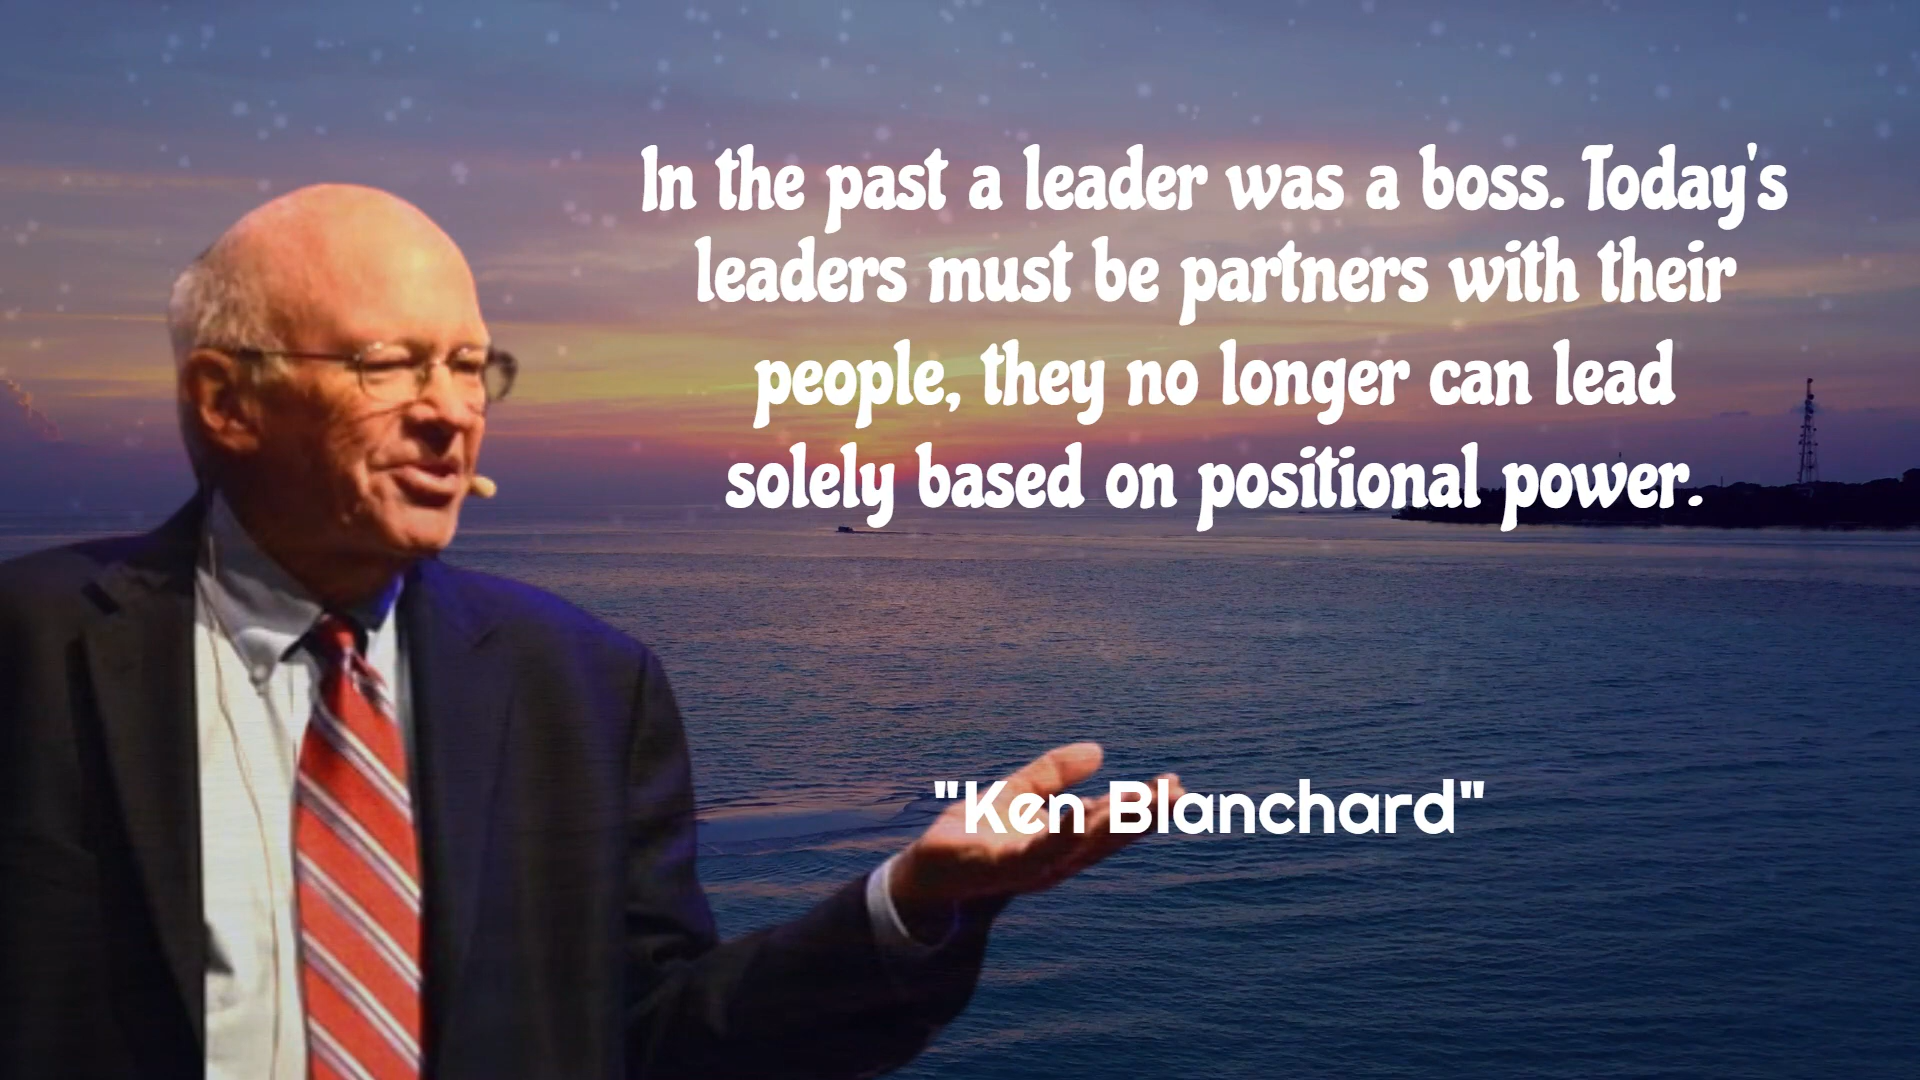 In the past a leader was a boss. Today's
leaders must be partners with their
people, they no longer can lead
solely based on positional power.
"Ken Blanchard"